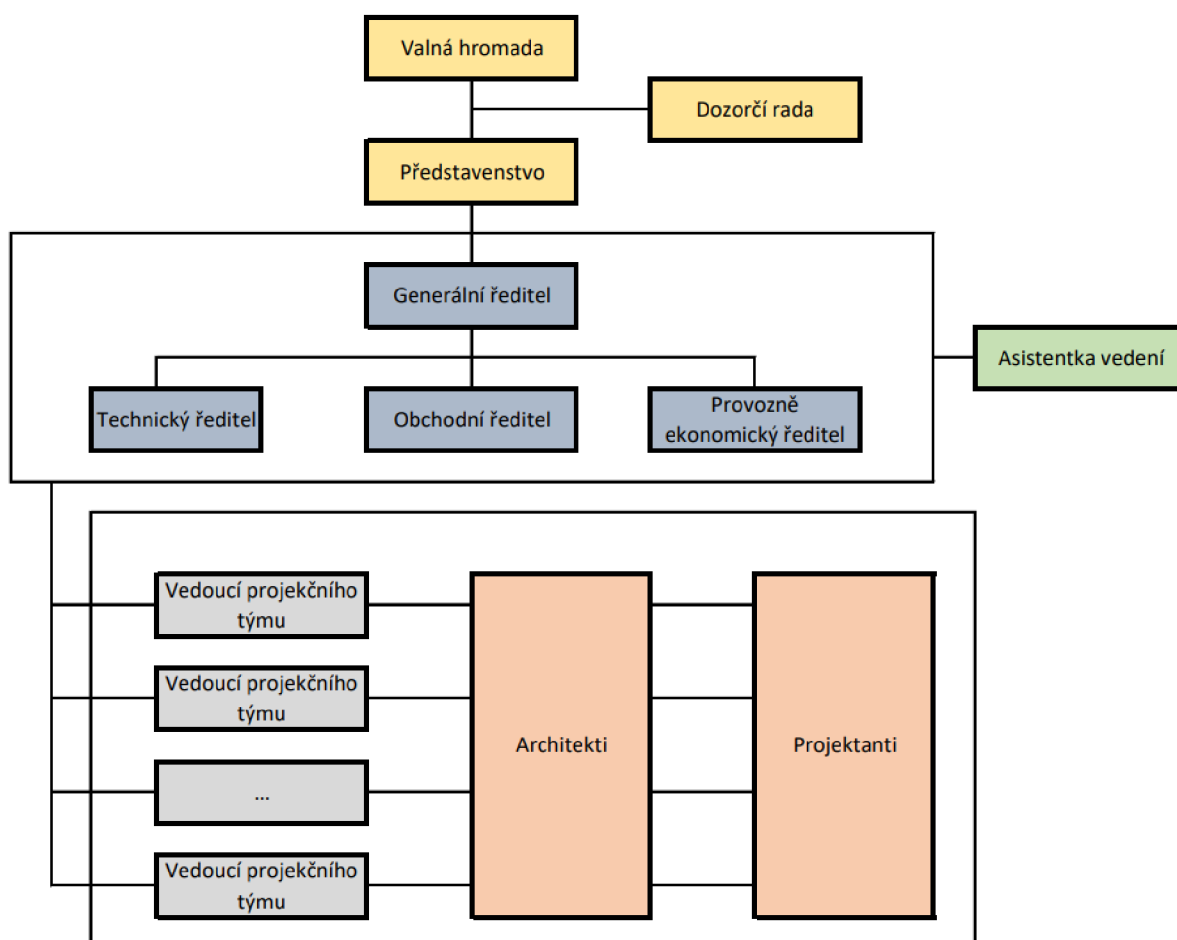 Valná hromada
Dozorčí rada
Představenstvo
Generální ředitel
Asistentka vedení
Technický ředitel
Obchodní ředitel
Provozně
ekonomický ředitel
Vedoucí projekčního
týmu
Vedoucí projekčního
týmu
...
Vedoucí projekčního
týmu
Architekti
Projektanti